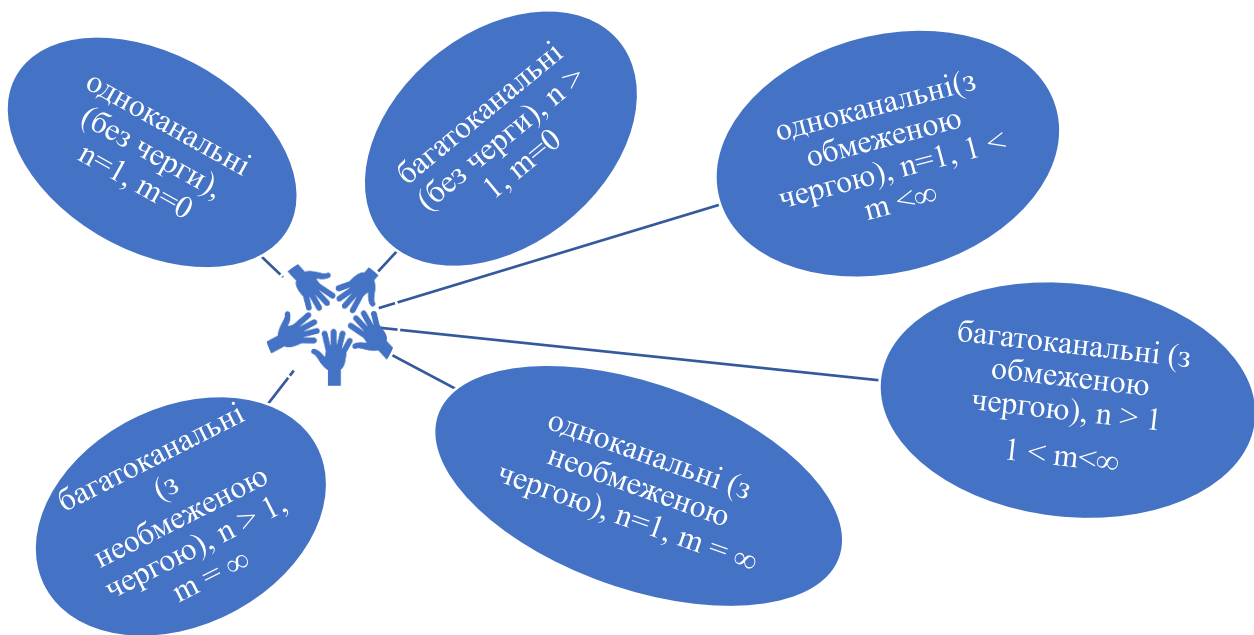 одноканальні
(без черги),
n=1, m=0
багатоканальні
(без черги), n >
1, m=0
одноканальні(з
обмеженою
чергою), n=1, 1 <
m <∞
багатоканальні (з
обмеженою
чергою), n > 1
1 < m<∞
одноканальні (з
необмеженою
чергою), n=1, m = ∞
багатоканальні
(з
необмеженою
чергою), n > 1,
m = ∞